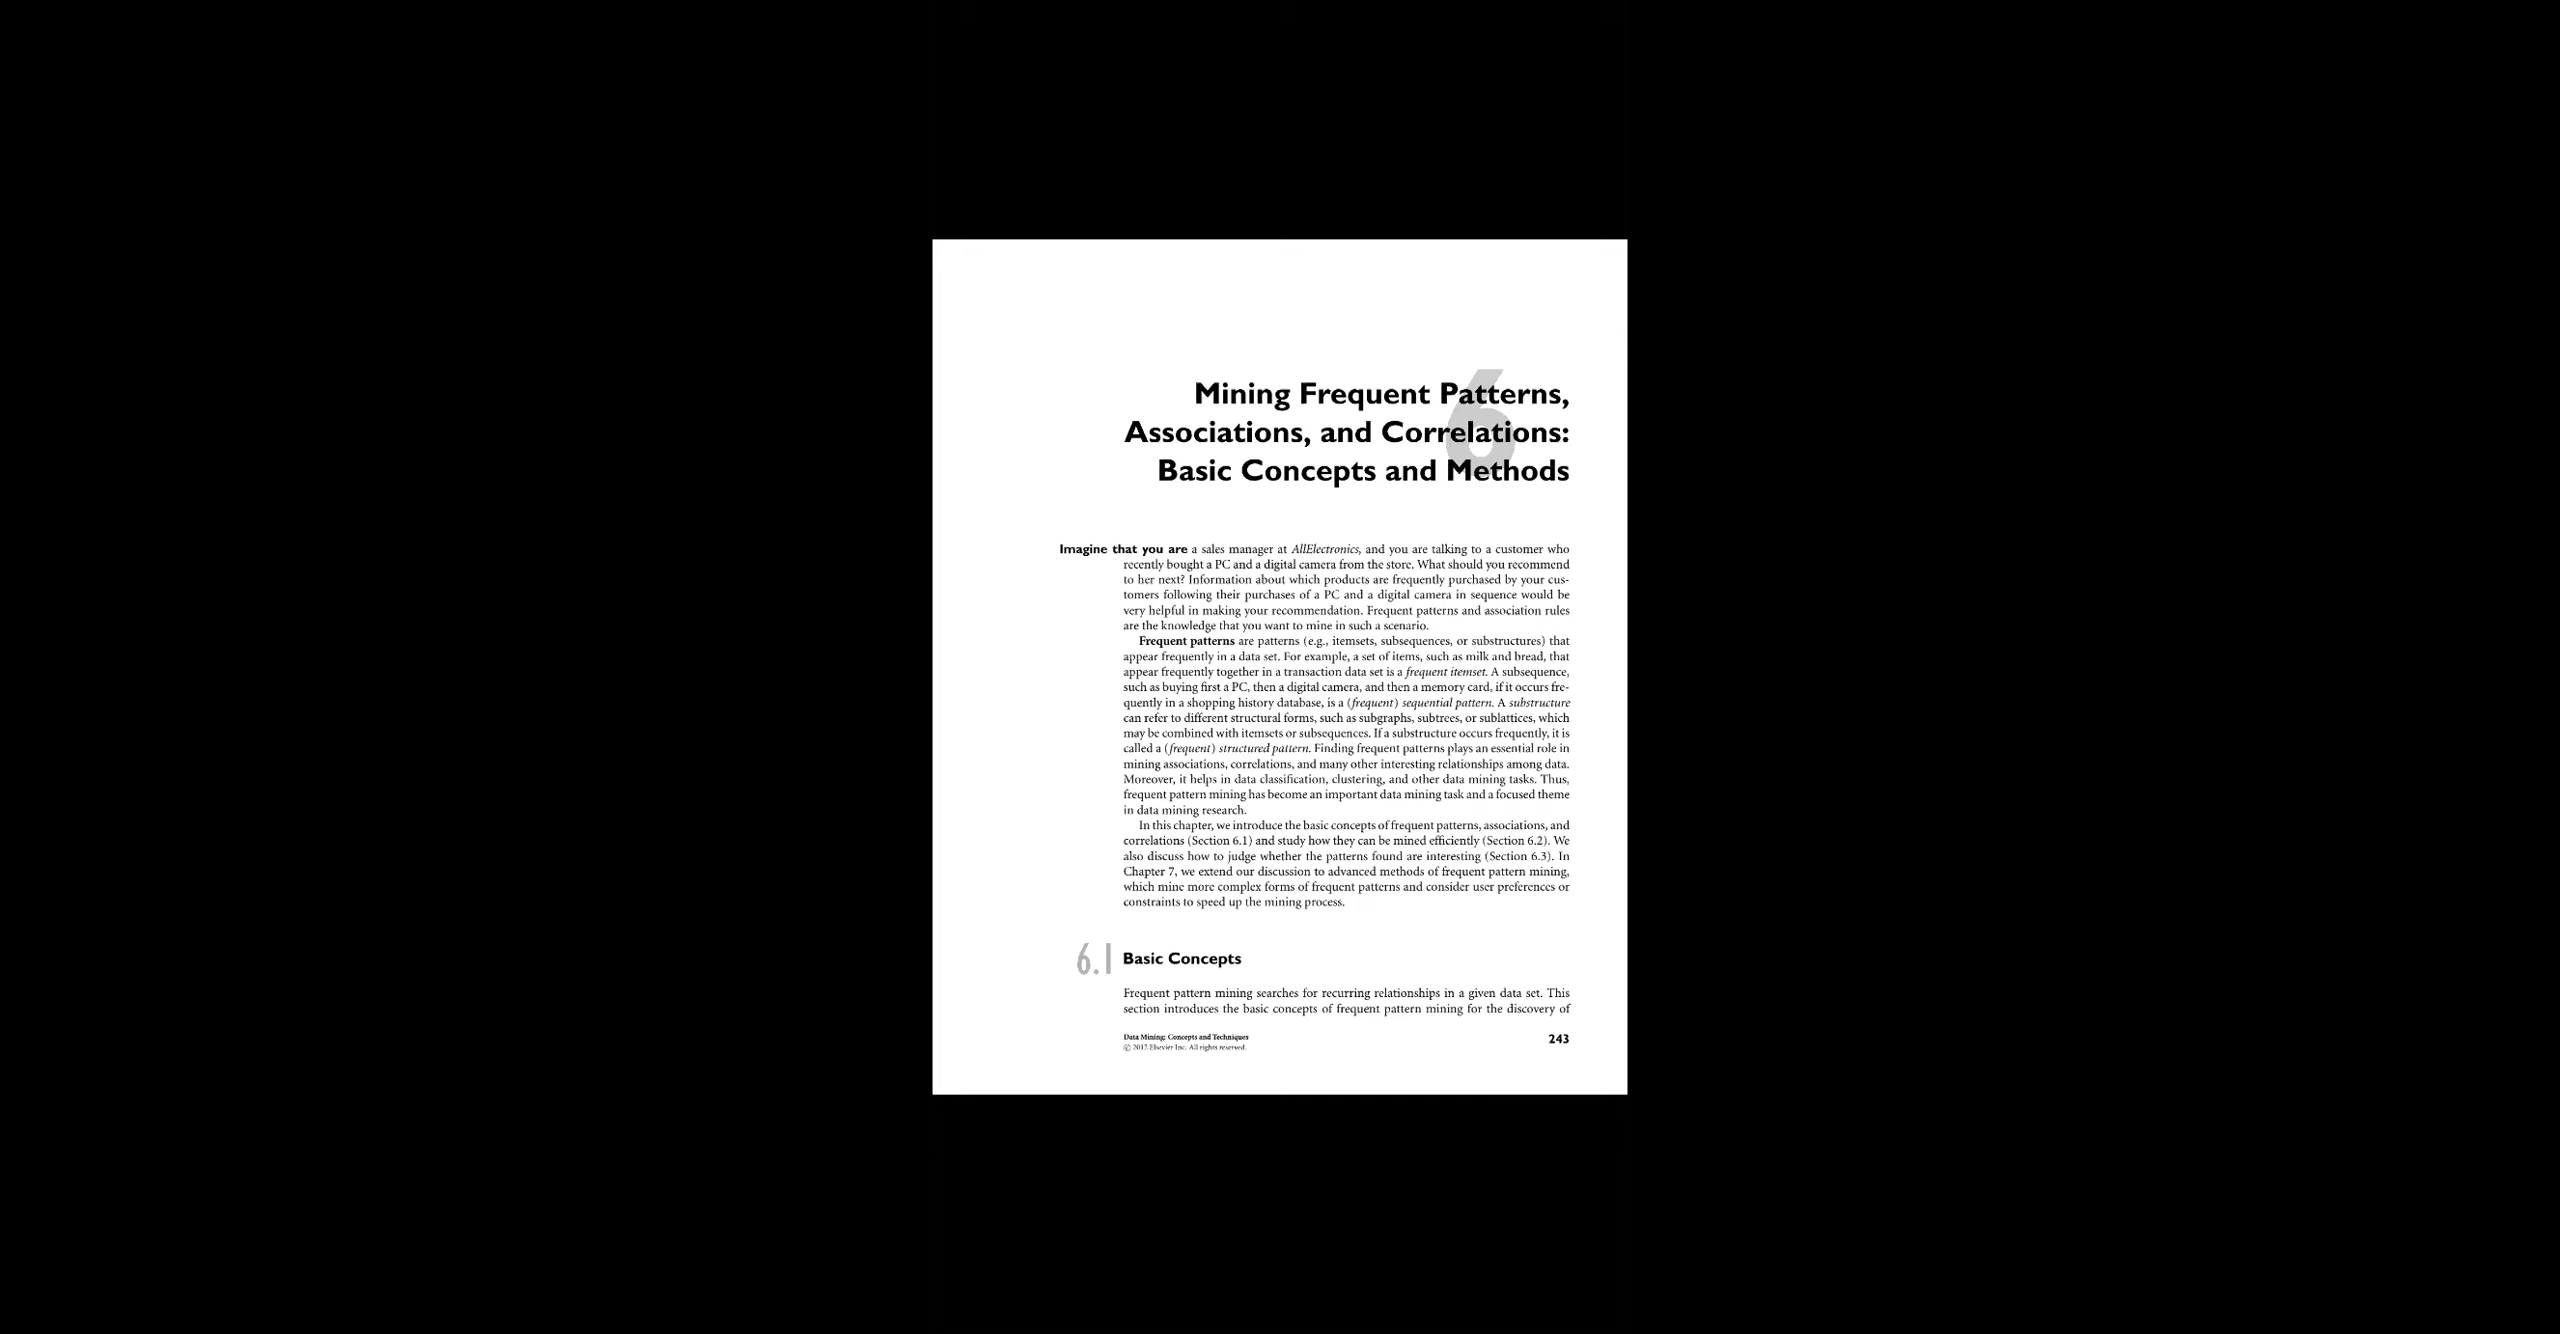 6
Mining Frequent Patterns,
Associations, and Correlations:
Basic Concepts and Methods
Imagine that you are a sales manager at AllElectronics, and you are talking to a customer who
recently bought a PC and a digital camera from the store. What should you recommend
to her next? Information about which products are frequently purchased by your cus-
tomers following their purchases of a PC and a digital camera in sequence would be
very helpful in making your recommendation. Frequent patterns and association rules
are the knowledge that you want to mine in such a scenario.
Frequent patterns are patterns (e.g., itemsets, subsequences, or substructures) that
appear frequently in a data set. For example, a set of items, such as milk and bread, that
appear frequently together in a transaction data set is a frequent itemset. A subsequence,
such as buying first a PC, then a digital camera, and then a memory card, if it occurs fre-
quently in a shopping history database, is a (frequent) sequential pattern. A substructure
can refer to different structural forms, such as subgraphs, subtrees, or sublattices, which
may be combined with itemsets or subsequences. If a substructure occurs frequently, it is
called a (frequent) structured pattern. Finding frequent patterns plays an essential role in
mining associations, correlations, and many other interesting relationships among data.
Moreover, it helps in data classification, clustering, and other data mining tasks. Thus,
frequent pattern mining has become an important data mining task and a focused theme
in data mining research.
In this chapter, we introduce the basic concepts of frequent patterns, associations, and
correlations (Section 6.1) and study how they can be mined efficiently (Section 6.2). We
also discuss how to judge whether the patterns found are interesting (Section 6.3). In
Chapter 7, we extend our discussion to advanced methods of frequent pattern mining,
which mine more complex forms of frequent patterns and consider user preferences or
constraints to speed up the mining process.
6.1 Basic Concepts
Frequent pattern mining searches for recurring relationships in a given data set. This
section introduces the basic concepts of frequent pattern mining for the discovery of
Data Mining: Concepts and Techniques
© 2012 Elsevier Inc. All rights reserved.
243